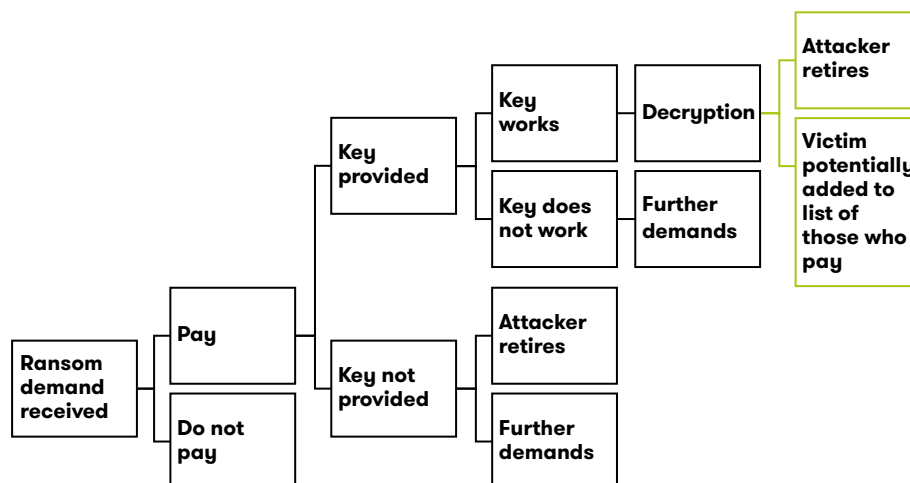 Ransom
demand
received
Pay
Do not
pay
Key
provided
Key not
provided
Key
works
Key does
not work
Attacker
retires
Further
demands
Decryption
Further
demands
Attacker
retires
Victim
potentially
added to
list of
those who
pay